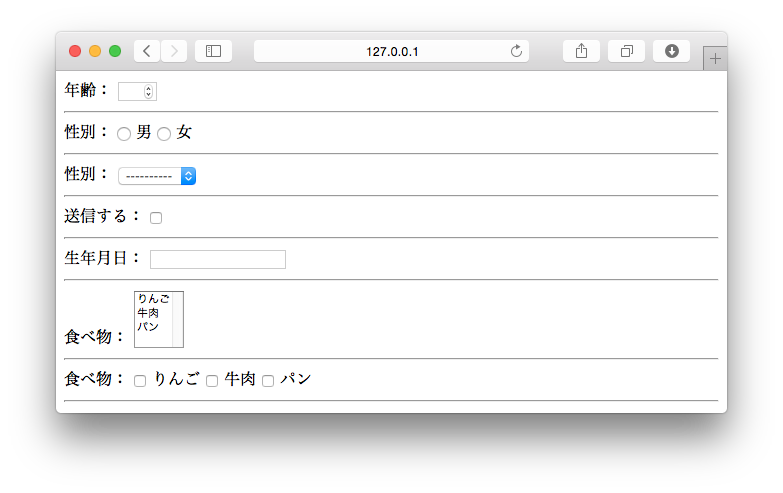 127.0.0.1
年齢：
性別： 男 女
性別： ----------
送信する：
生年月日：
りんご
牛肉
パン
食べ物：
食べ物： りんご 牛肉 パン